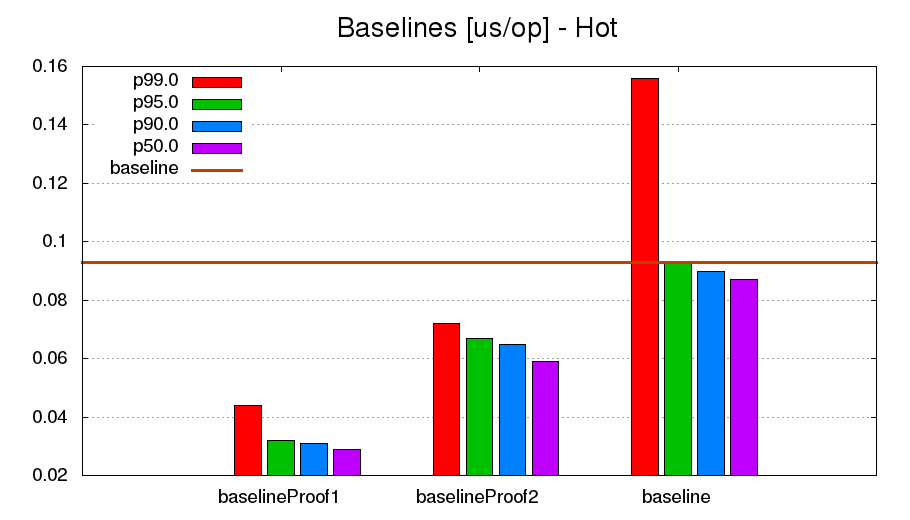 Baselines [us/op] - Hot
0.16
0.14
0.12
0.1
0.08
0.06
0.04
0.02
p99.0
p95.0
p90.0
p50.0
baseline
baselineProof1
baselineProof2
baseline